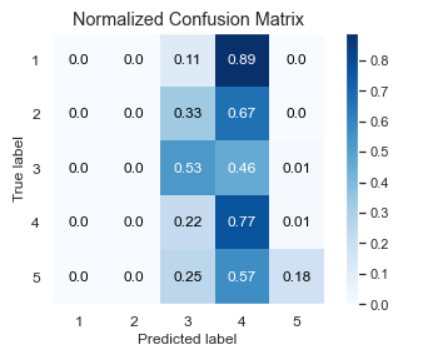 Normalized Confusion Matrix
True label
1 0.0 0.0 0.11 0.89 0.0
2 0.0 0.0 0.33 0.67 0.0
3 0.0 0.0 0.53 0.46 0.01
4 0.0 0.0 0.22 0.77 0.01
5 0.0 0.0 0.25 0.57 0.18
1 2 3 4 5
Predicted label
0.8
0.7
0.6
0.5
0.4
0.3
0.2
0.1
0.0